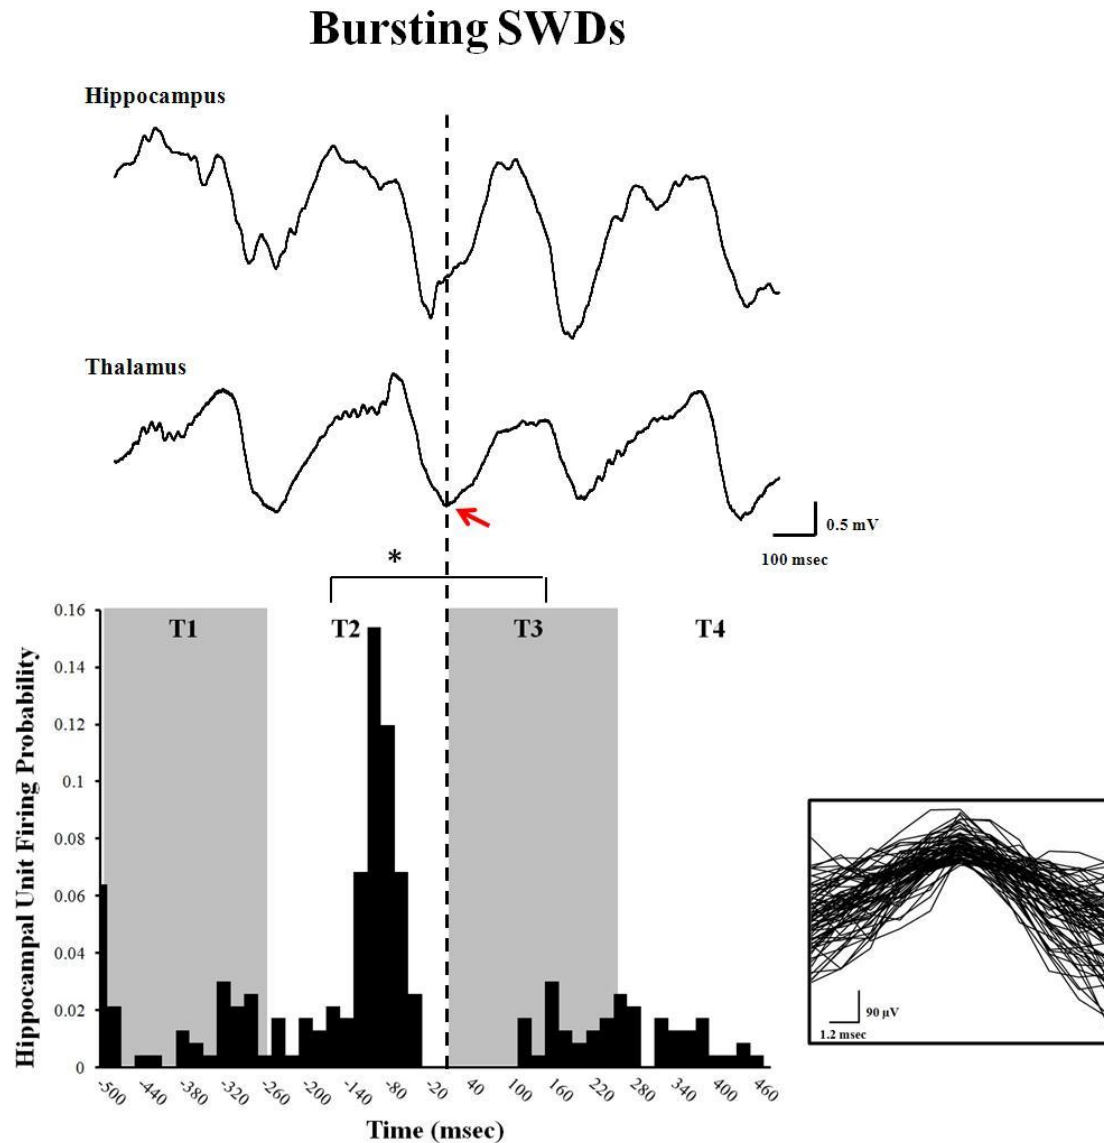 Bursting SWDs
Hippocampus
Thalamus
0.5 mV
100 msec
*
Hippocampal Unit Firing Probability
0.16
0.14
0.12
0.1
0.08
0.06
0.04
0.02
0
T1
T2
T3
T4
-500
-440
-380
-320
-260
-200
-140
-80
-20
40
100
160
220
280
340
400
460
Time (msec)
90 μV
1.2 msec